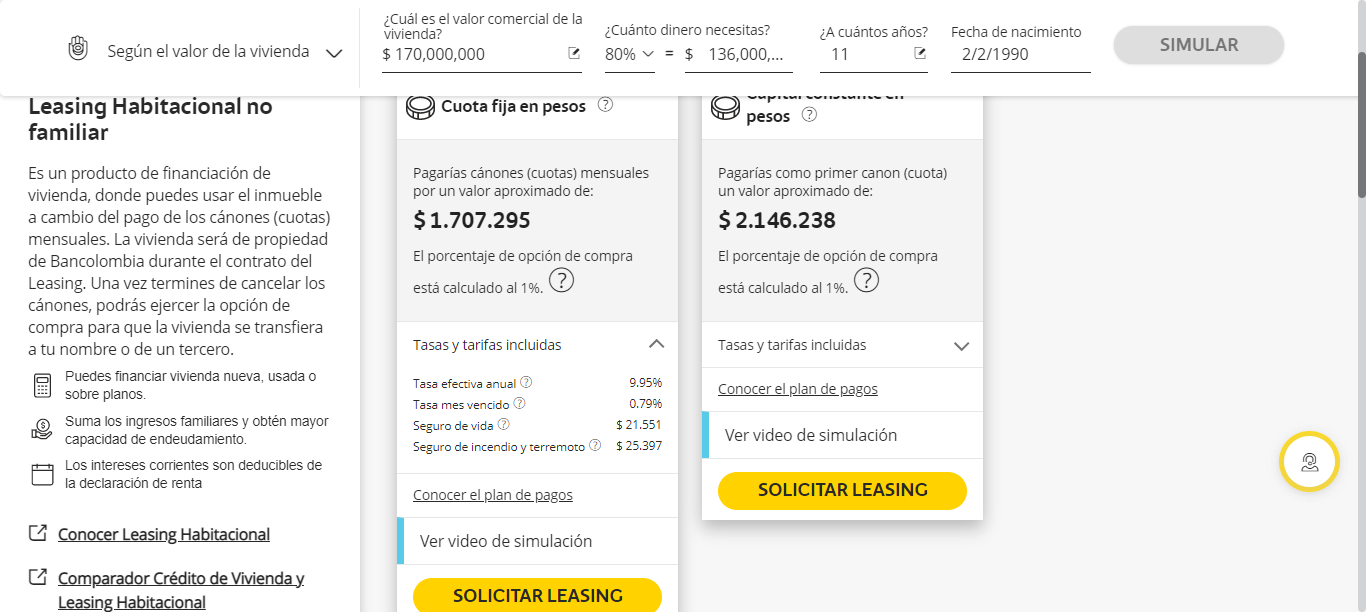 Según el valor de la vivienda
¿Cuál es el valor comercial de la
vivienda?
$ 170,000,000
¿Cuánto dinero necesitas?
80% = $ 136,000,...
¿A cuántos años?
11
Fecha de nacimiento
2/2/1990
SIMULAR
Leasing Habitacional no
familiar
Es un producto de financiación de
vivienda, donde puedes usar el inmueble
a cambio del pago de los cánones (cuotas)
mensuales. La vivienda será de propiedad
de Bancolombia durante el contrato del
Leasing. Una vez termines de cancelar los
cánones, podrás ejercer la opción de
compra para que la vivienda se transfiera
a tu nombre o de un tercero.
Puedes financiar vivienda nueva, usada o
sobre planos.
Suma los ingresos familiares y obtén mayor
capacidad de endeudamiento.
Los intereses corrientes son deducibles de
la declaración de renta
Conocer Leasing Habitacional
Comparador Crédito de Vivienda y
Leasing Habitacional
Cuota fija en pesos ?
Pagarías cánones (cuotas) mensuales
por un valor aproximado de:
$ 1.707.295
El porcentaje de opción de compra
está calculado al 1%. ?
Tasas y tarifas incluidas
Tasa efectiva anual ? 9.95%
Tasa mes vencido ? 0.79%
Seguro de vida ? $ 21.551
Seguro de incendio y terremoto ? $ 25.397
Conocer el plan de pagos
Ver video de simulación
SOLICITAR LEASING
Capital constante en
pesos ?
Pagarías como primer canon (cuota)
un valor aproximado de:
$ 2.146.238
El porcentaje de opción de compra
está calculado al 1%. ?
Tasas y tarifas incluidas
Conocer el plan de pagos
Ver video de simulación
SOLICITAR LEASING